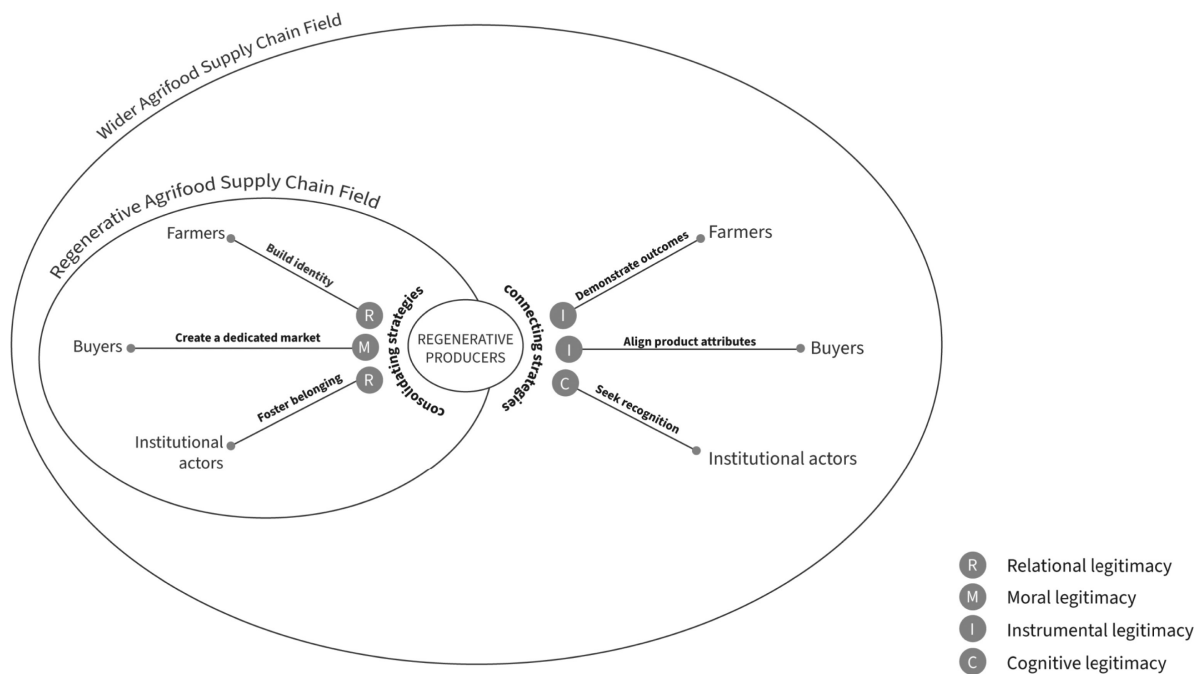 Wider Agrifood Supply Chain Field
Regenerative Agrifood Supply Chain Field
Farmers
Build identity
R
Buyers
Create a dedicated market
M
Institutional
actors
Foster belonging
R
consolidating strategies
REGENERATIVE
PRODUCERS
connecting strategies
I
Demonstrate outcomes
Farmers
I
Align product attributes
Buyers
C
Seek recognition
Institutional actors
R Relational legitimacy
M Moral legitimacy
I Instrumental legitimacy
C Cognitive legitimacy